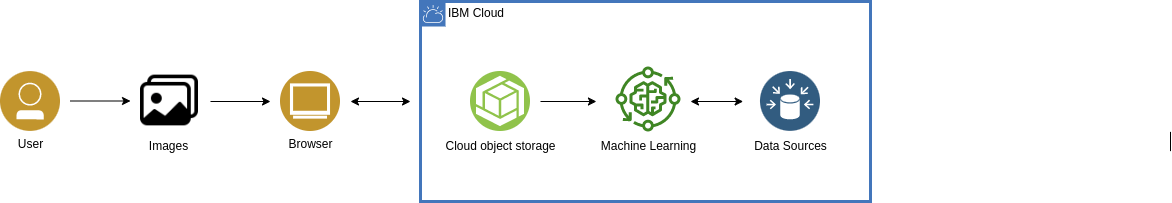 IBM Cloud
User
Images
Browser
Cloud object storage
Machine Learning
Data Sources